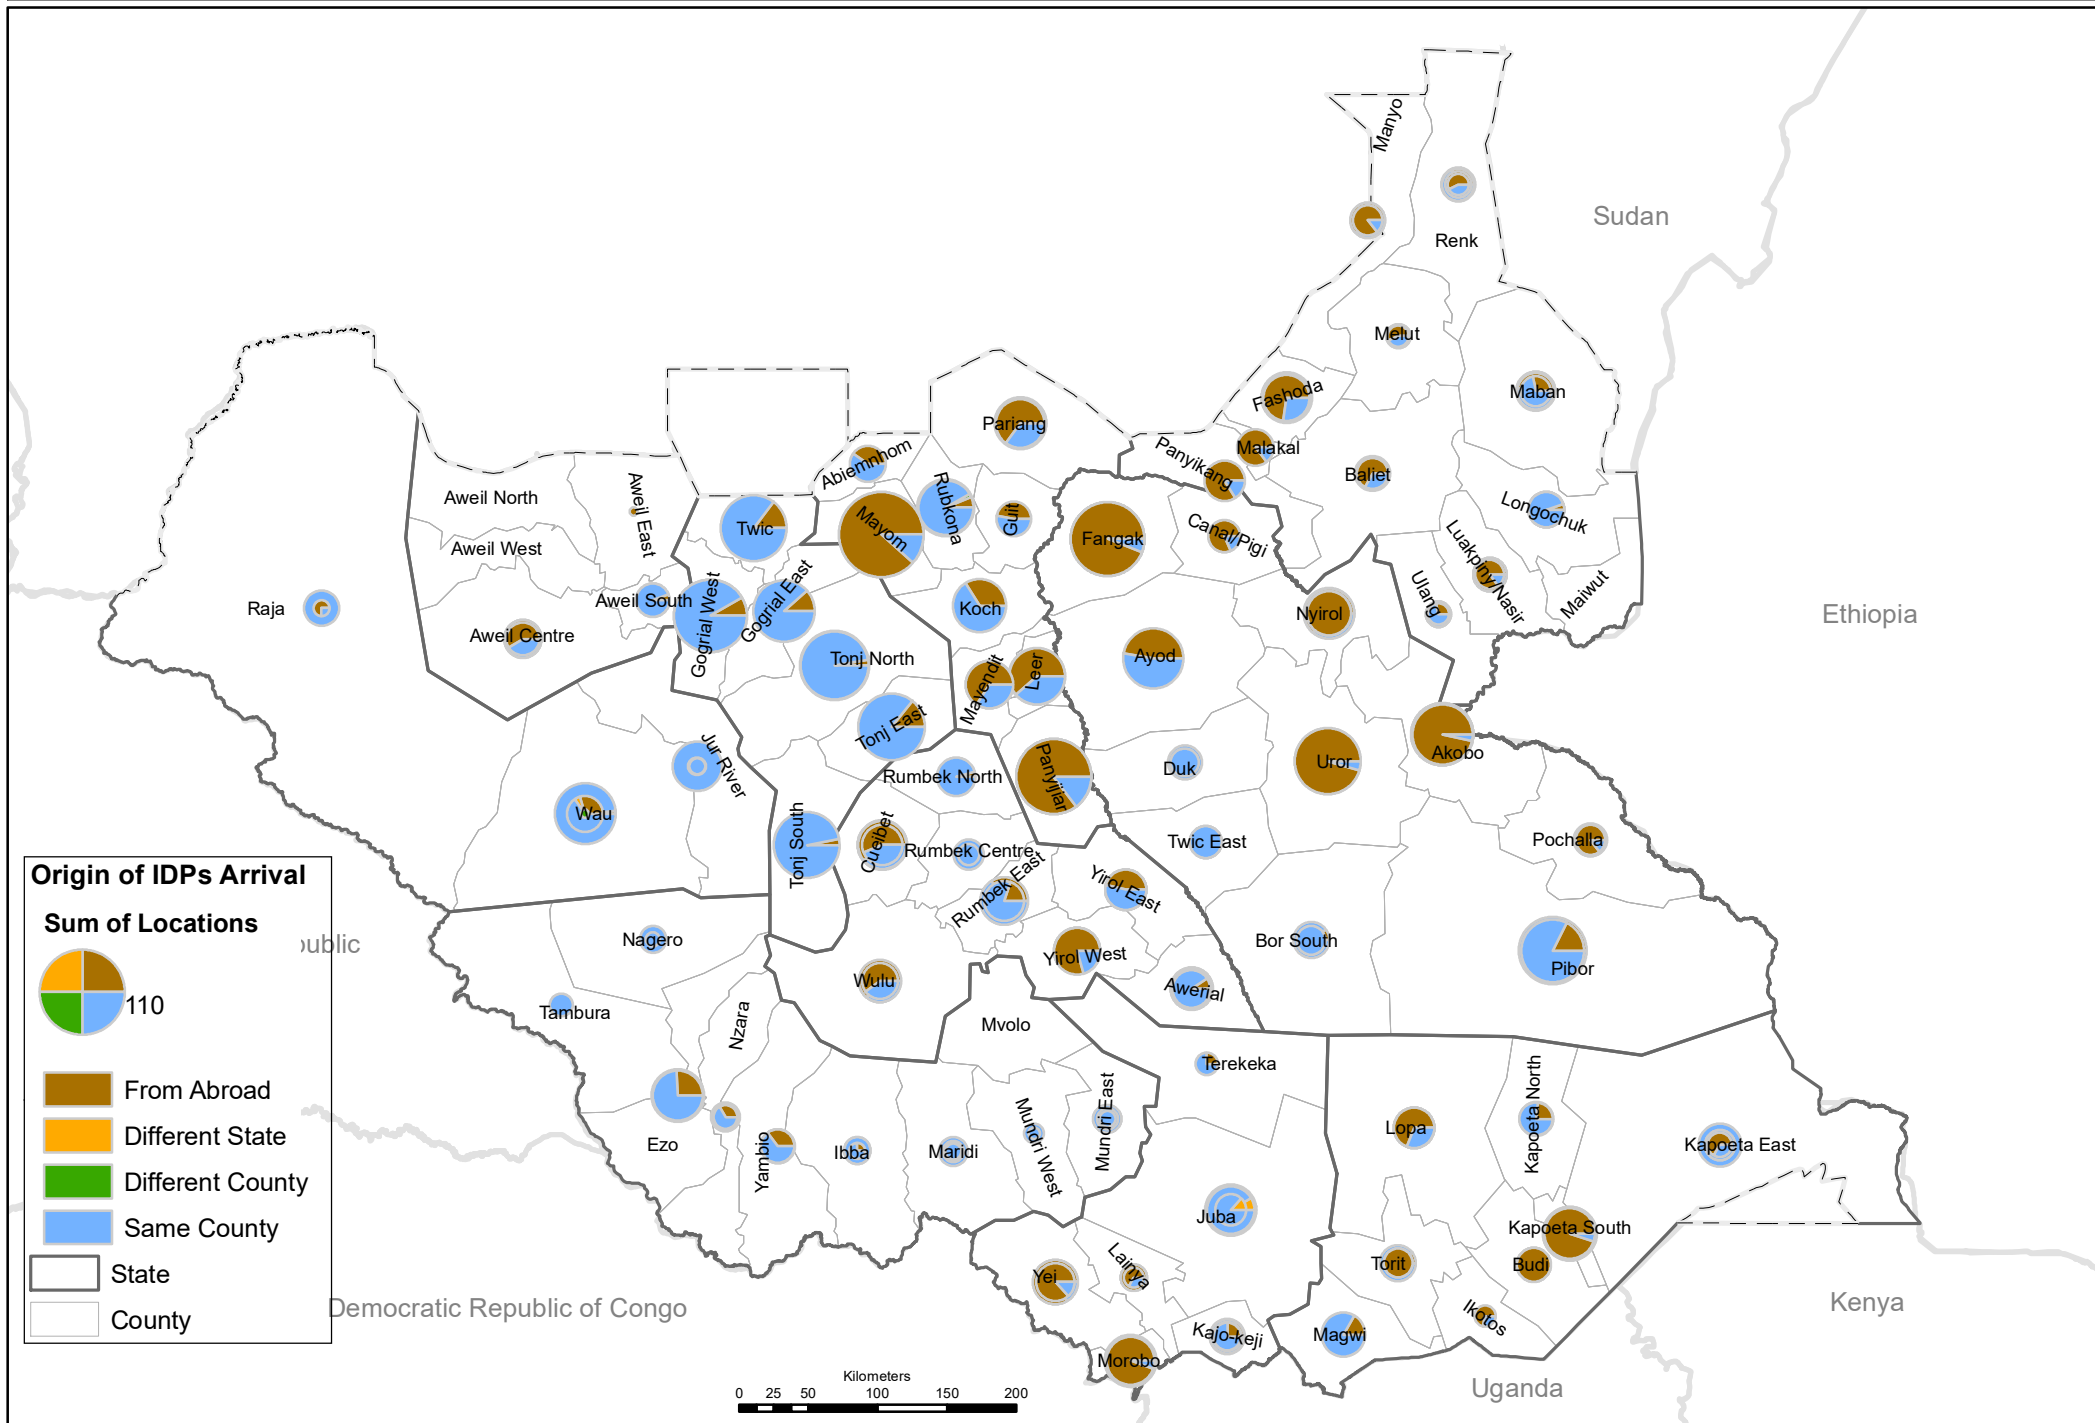 Manyo
Sudan
Renk
Melut
Maban
Fashoda
Pariang
Malakal
Abiemnhom
Panyikang
Baliet
Aweil North
Aweil East
Rubkona
Longochuk
Twic
Mayom
Guit
Fangak
Canal/Pigi
Aweil West
Luakpiny/Nasir
Maiwut
Ulang
Ethiopia
Raja
Aweil South
Gogrial West
Gogrial East
Koch
Nyirol
Aweil Centre
Tonj North
Mayendit
Leer
Ayod
Tonj East
Akobo
Jur River
Rumbek North
Panyijiar
Duk
Uror
Wau
Tonj South
Cueibet
Rumbek Centre
Twic East
Pochalla
Rumbek East
Yirol East
Origin of IDPs Arrival
Sum of Locations
110
From Abroad
Different State
Different County
Same County
State
County
ublic
Nagero
Bor South
Yirol West
Pibor
Wulu
Awerial
Tambura
Nzara
Mvolo
Terekeka
Kapoeta North
Ezo
Yambio
Ibba
Maridi
Mundri West
Mundri East
Lopa
Kapoeta East
Juba
Kapoeta South
Yei
Lainya
Torit
Budi
Democratic Republic of Congo
Kenya
Ikotos
Kajo-keji
Magwi
Morobo
Uganda
Kilometers
0 25 50 100 150 200